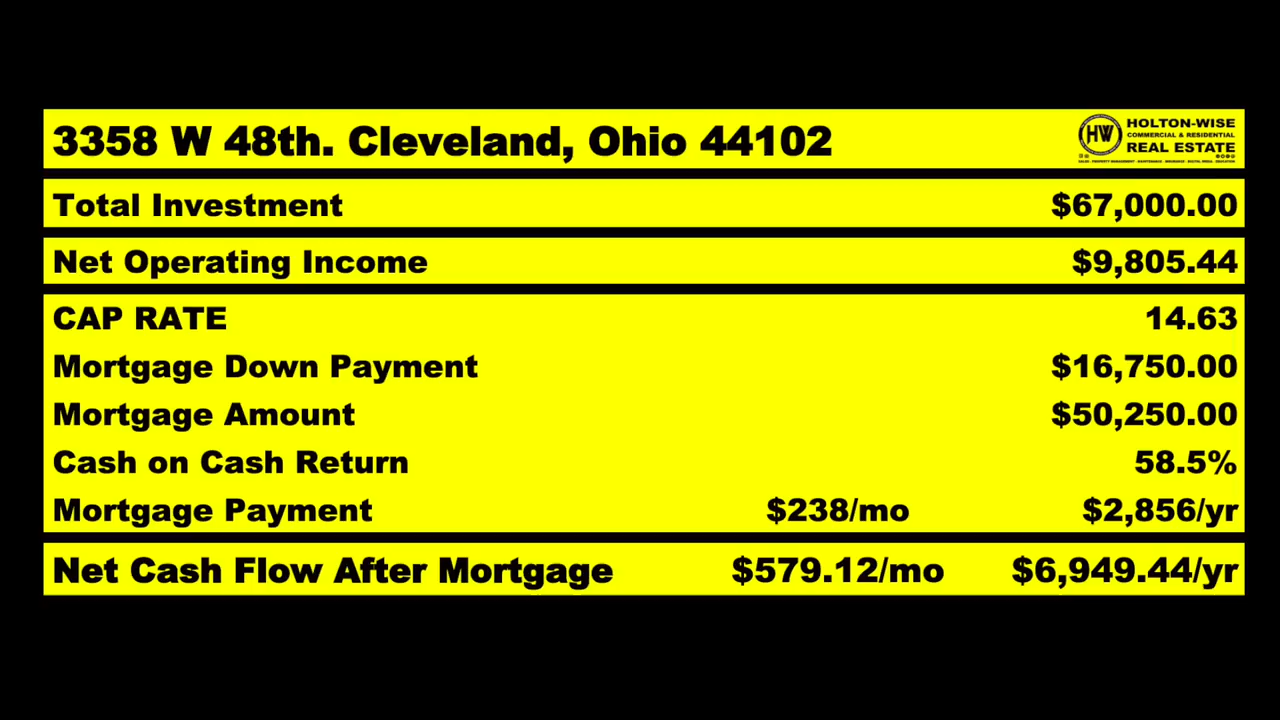 3358 W 48th. Cleveland, Ohio 44102
HW
HOLTON-WISE
COMMERCIAL & RESIDENTIAL
REAL ESTATE
Total Investment $67,000.00
Net Operating Income $9,805.44
CAP RATE 14.63
Mortgage Down Payment $16,750.00
Mortgage Amount $50,250.00
Cash on Cash Return 58.5%
Mortgage Payment $238/mo $2,856/yr
Net Cash Flow After Mortgage $579.12/mo $6,949.44/yr